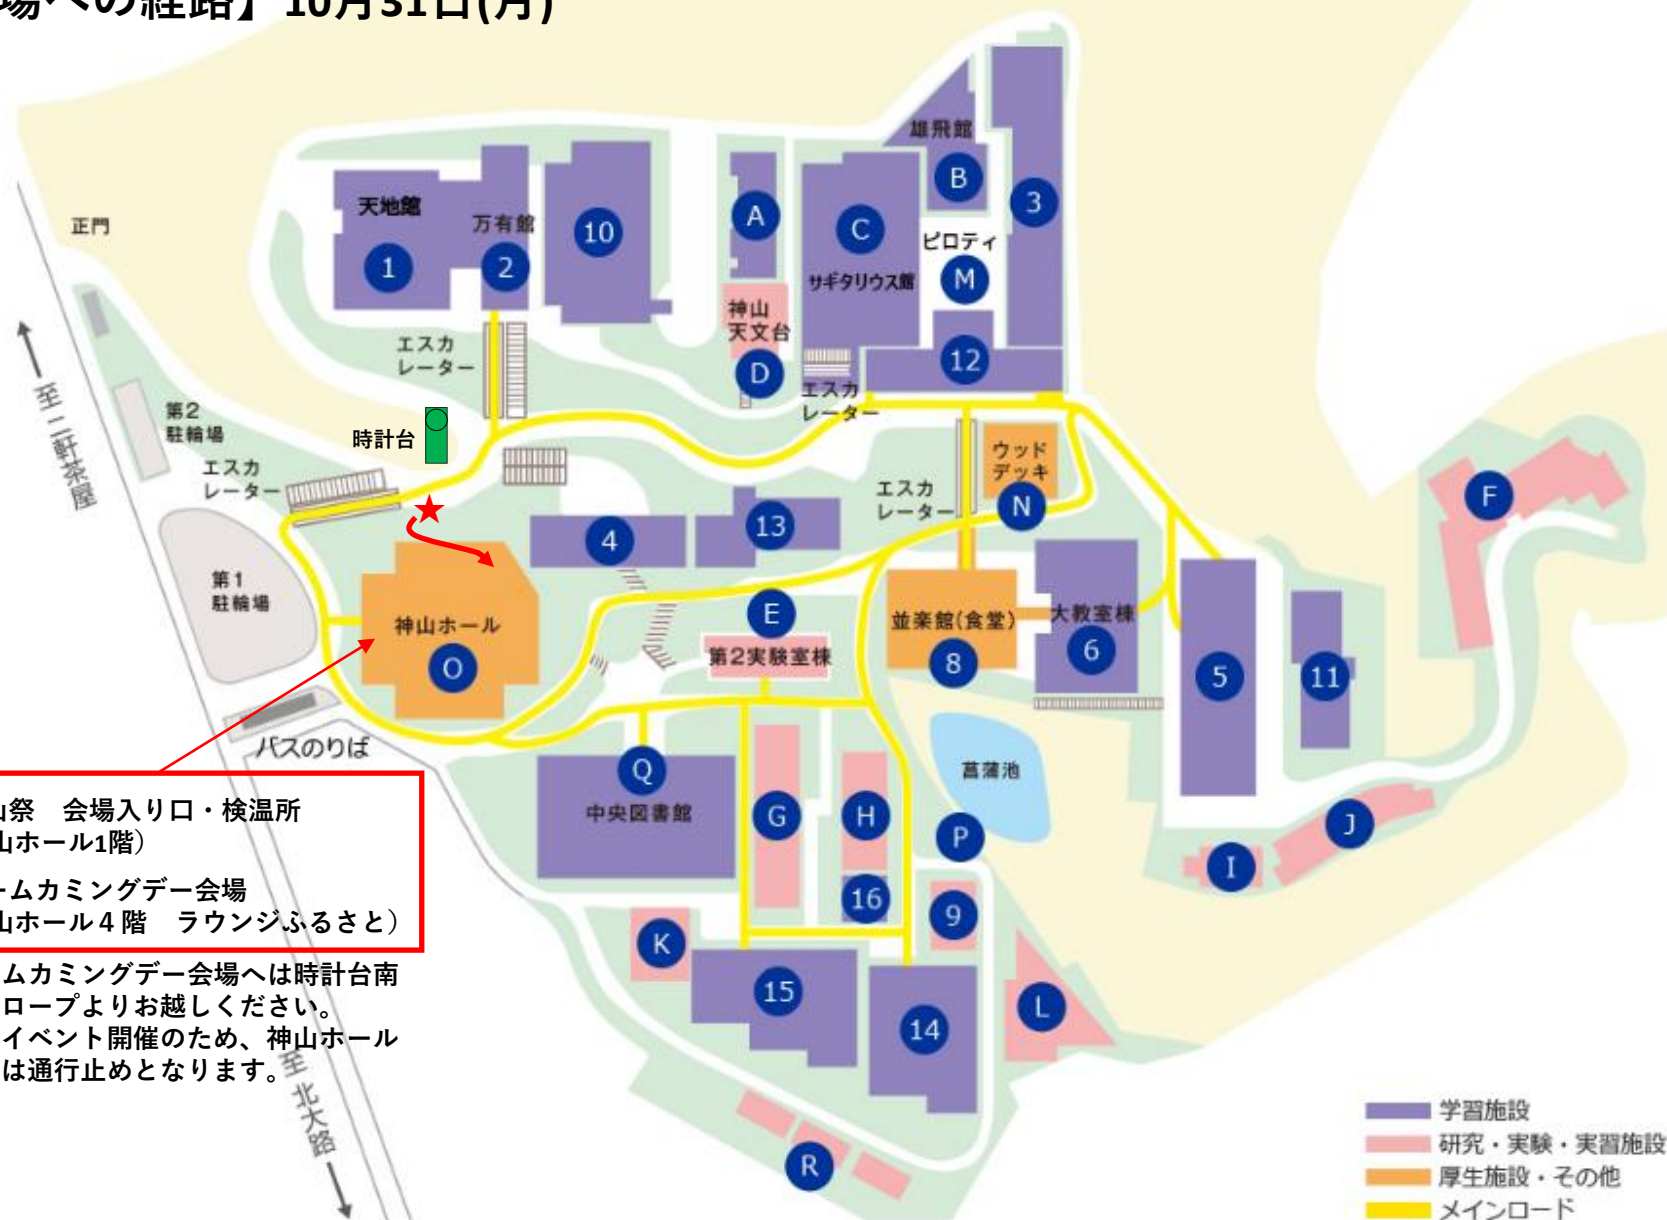 場への経路】10月31日(月)
雄飛館
B
3
天地館
万有館
10
A
C
ピロティ
M
正門
1
2
サギタリウス館
神山
天文台
D
12
エスカ
レーター
エスカ
レーター
至二軒茶屋
第2
駐輪場
時計台
ウッド
デッキ
N
エスカ
レーター
エスカ
レーター
F
4
13
第1
駐輪場
神山ホール
O
E
第2実験室棟
並楽館(食堂)
8
大教室棟
6
5
11
バスのりば
Q
中央図書館
G
H
菖蒲池
P
J
I
16
9
K
15
14
L
R
山祭　会場入り口・検温所
山ホール1階）
ームカミングデー会場
山ホール４階　ラウンジふるさと）
ムカミングデー会場へは時計台南
ロープよりお越しください。
イベント開催のため、神山ホール
は通行止めとなります。
至北大路
学習施設
研究・実験・実習施設
厚生施設・その他
メインロード